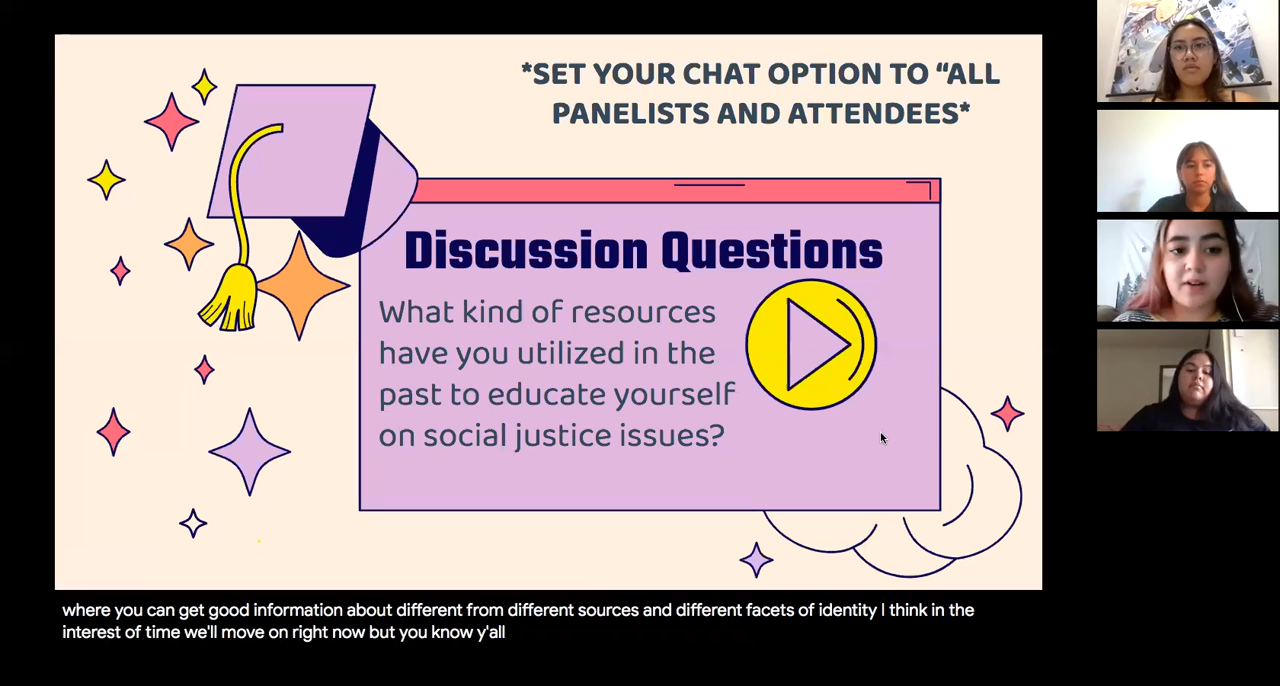 *SET YOUR CHAT OPTION TO “ALL
PANELISTS AND ATTENDEES*
Discussion Questions
What kind of resources
have you utilized in the
past to educate yourself
on social justice issues?
where you can get good information about different from different sources and different facets of identity I think in the
interest of time we'll move on right now but you know y'all